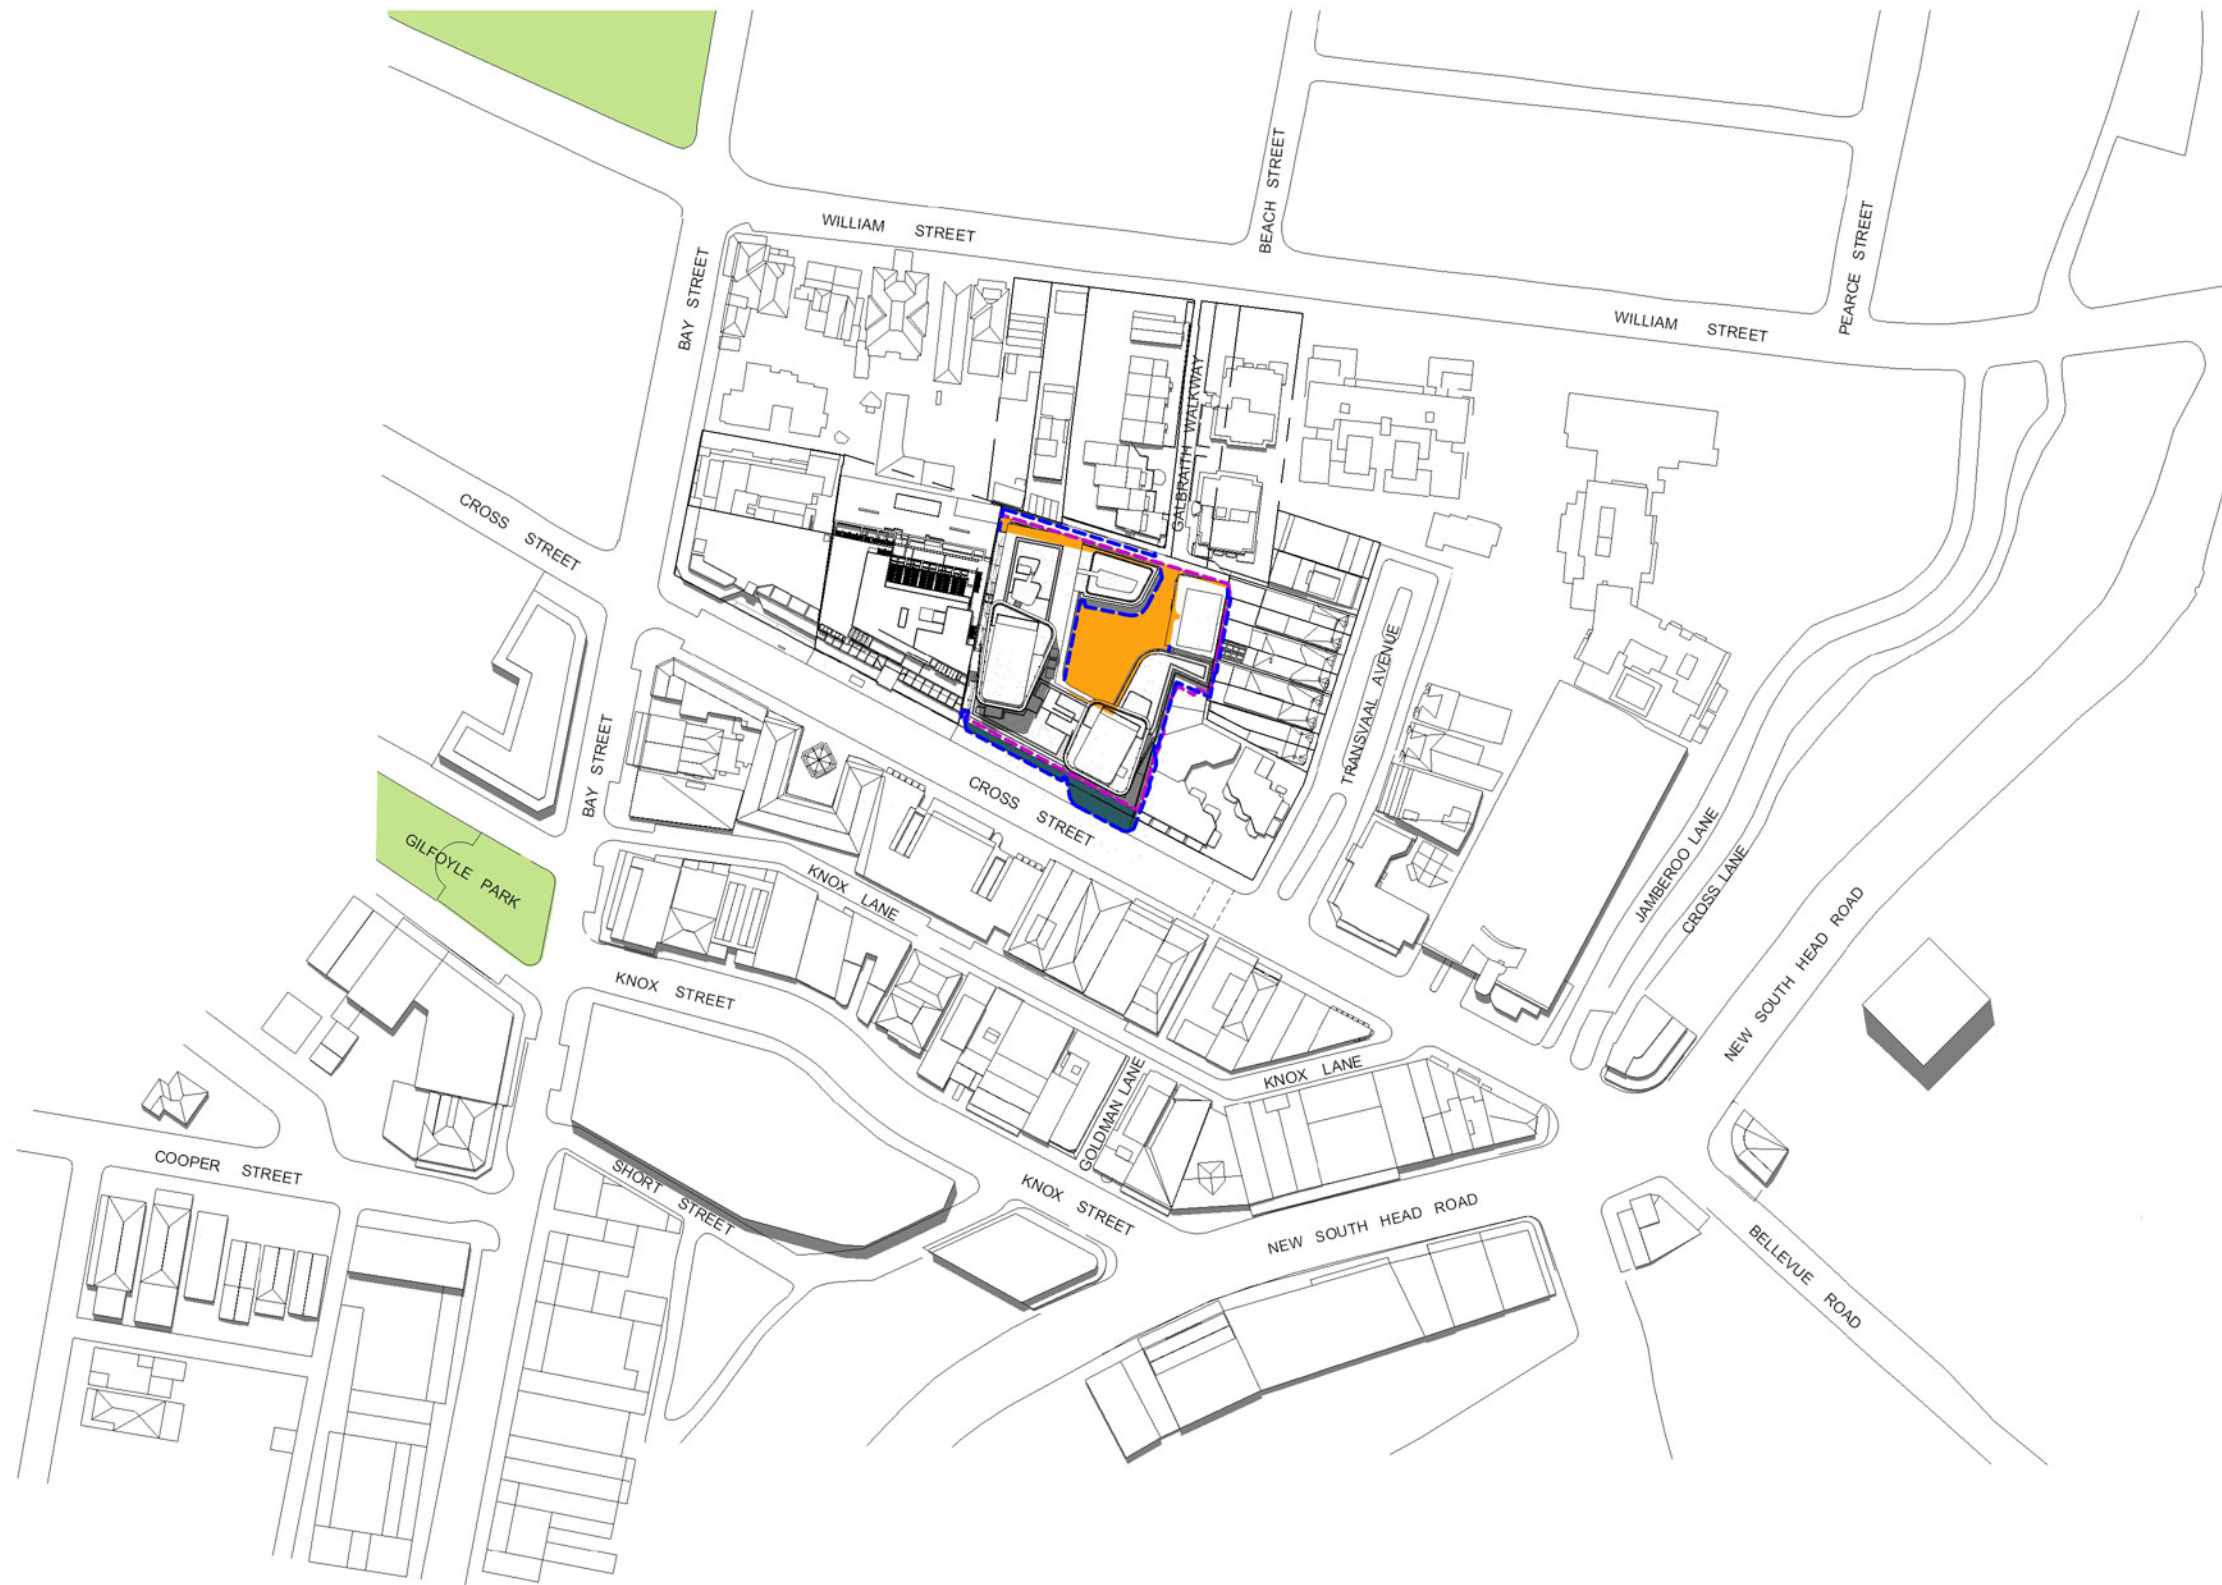 WILLIAM STREET
BEACH STREET
PEARCE STREET
BAY STREET
WILLIAM STREET
GALBRAITH WALKWAY
CROSS STREET
TRANSVAAL AVENUE
BAY STREET
CROSS STREET
GILFOYLE PARK
KNOX LANE
JAMBEROO LANE
CROSS LANE
NEW SOUTH HEAD ROAD
KNOX STREET
KNOX LANE
GOLDMAN LANE
COOPER STREET
SHORT STREET
KNOX STREET
NEW SOUTH HEAD ROAD
BELLEVUE ROAD